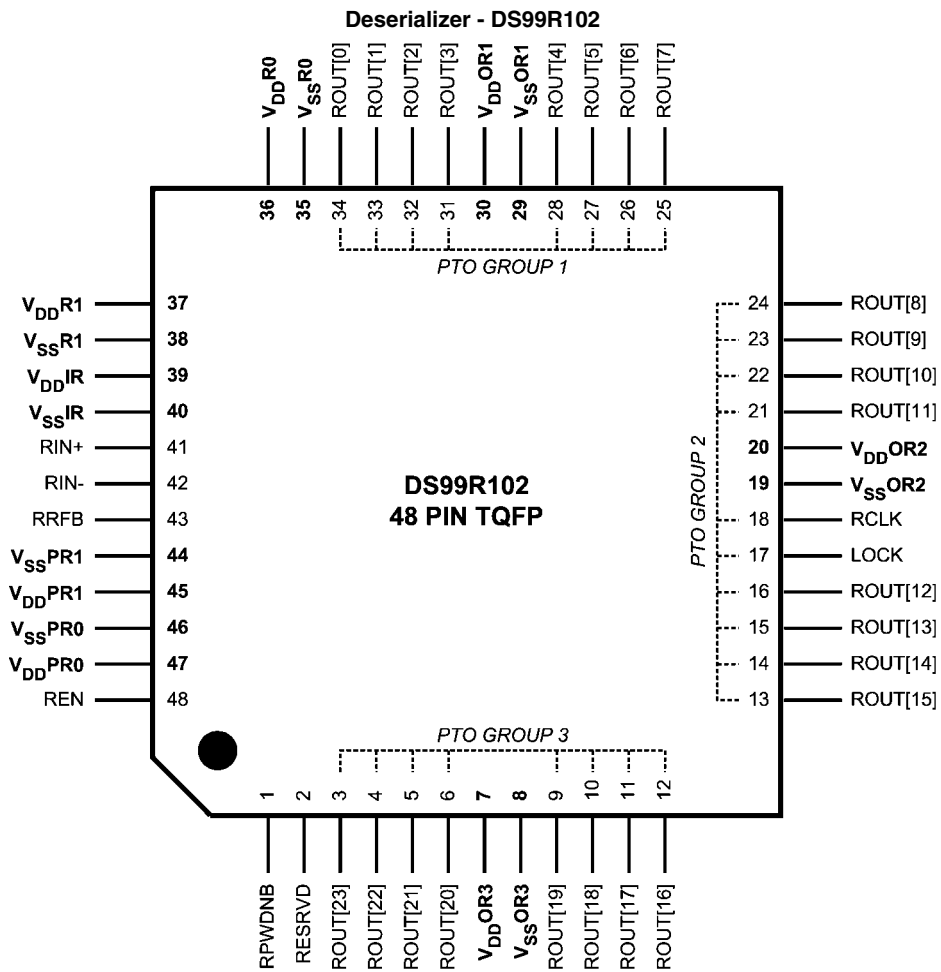 Deserializer - DS99R102
VDDR0
VSSR0
ROUT[0]
ROUT[1]
ROUT[2]
ROUT[3]
VDDOR1
VSSOR1
ROUT[4]
ROUT[5]
ROUT[6]
ROUT[7]
36 35 34 33 32 31 30 29 28 27 26 25
PTO GROUP 1
VDDR1 37
VSSR1 38
VDDIR 39
VSSIR 40
RIN+ 41
RIN- 42
RRFB 43
VSSPR1 44
VDDPR1 45
VSSPR0 46
VDDPR0 47
REN 48
DS99R102
48 PIN TQFP
PTO GROUP 2
24 ROUT[8]
23 ROUT[9]
22 ROUT[10]
21 ROUT[11]
20 VDDOR2
19 VSSOR2
18 RCLK
17 LOCK
16 ROUT[12]
15 ROUT[13]
14 ROUT[14]
13 ROUT[15]
PTO GROUP 3
1 2 3 4 5 6 7 8 9 10 11 12
RPWDNB
RESRVD
ROUT[23]
ROUT[22]
ROUT[21]
ROUT[20]
VDDOR3
VSSOR3
ROUT[19]
ROUT[18]
ROUT[17]
ROUT[16]